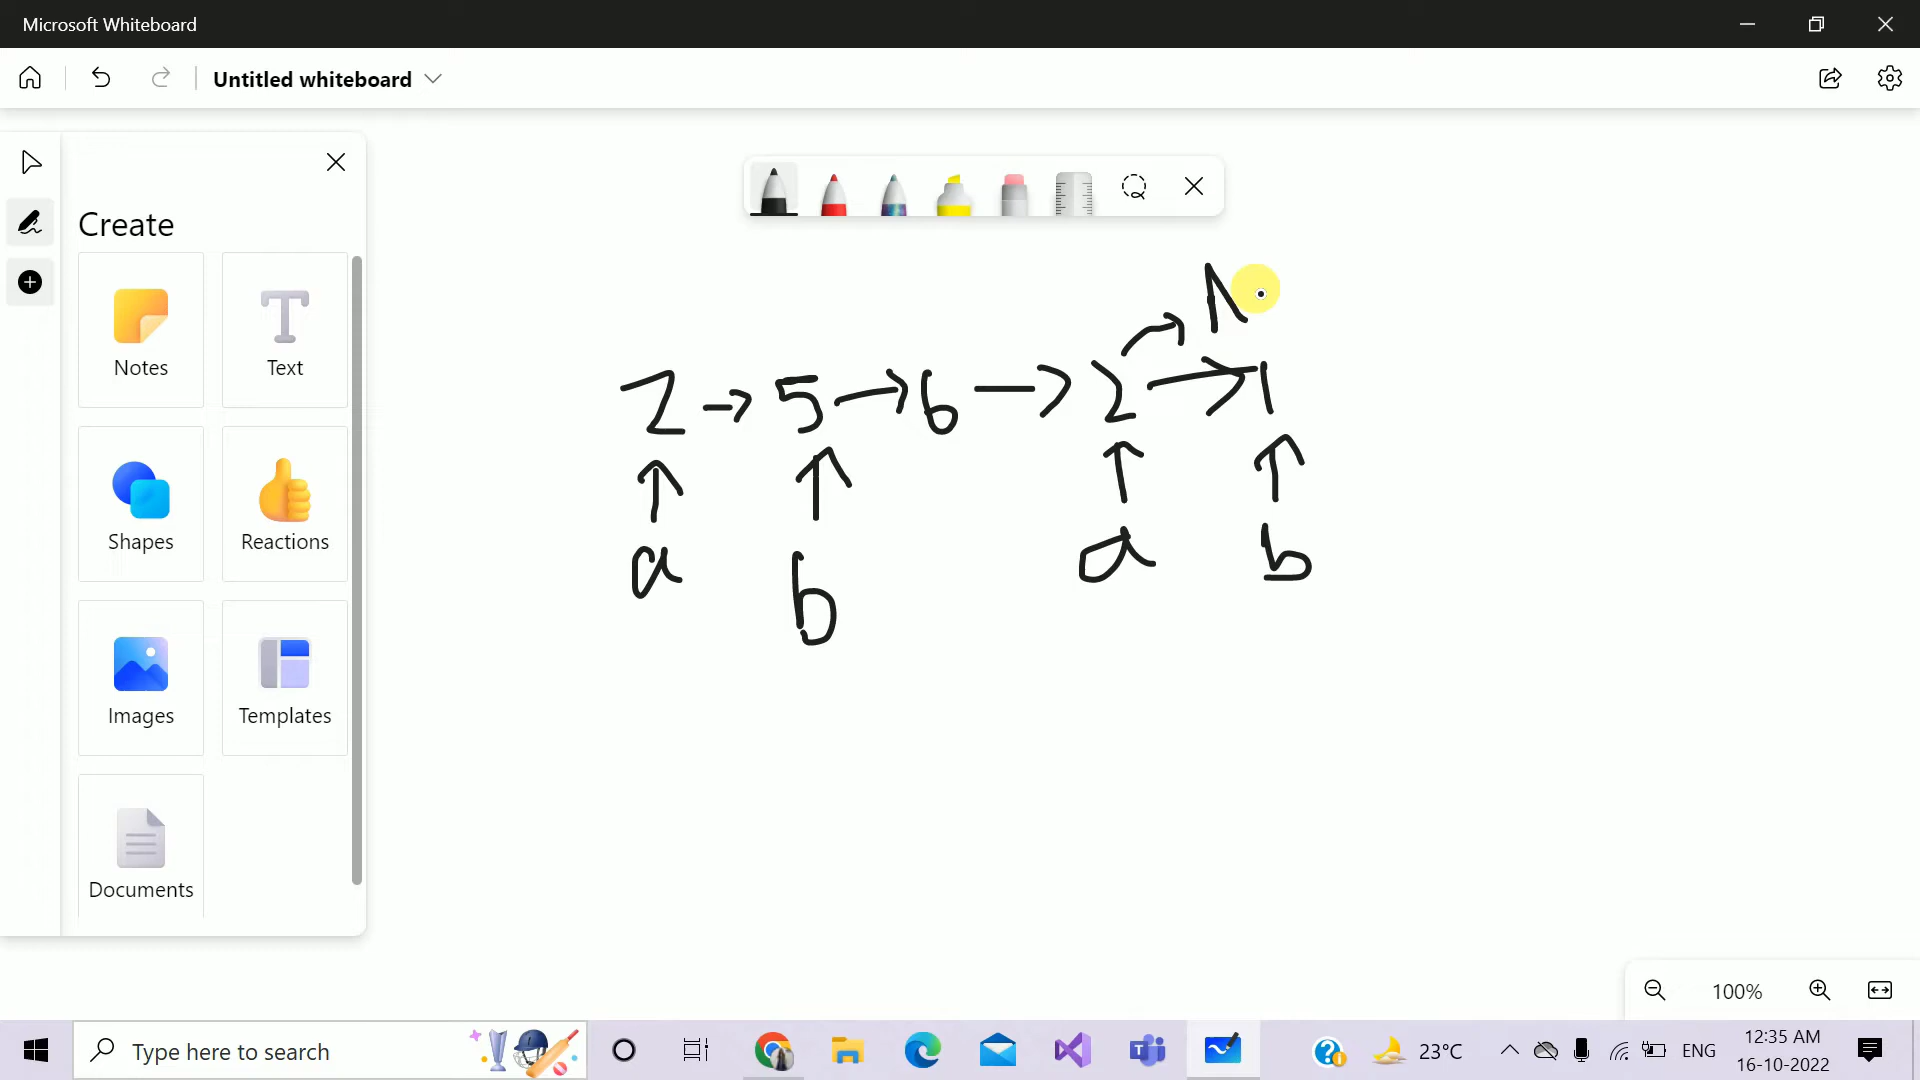 Microsoft Whiteboard
Untitled whiteboard
Create
Notes
Text
Shapes
Reactions
Images
Templates
Documents
N
2 → 5 → 6 → 2 → 1
a b a b
100%
Type here to search
23°C
ENG
12:35 AM
16-10-2022